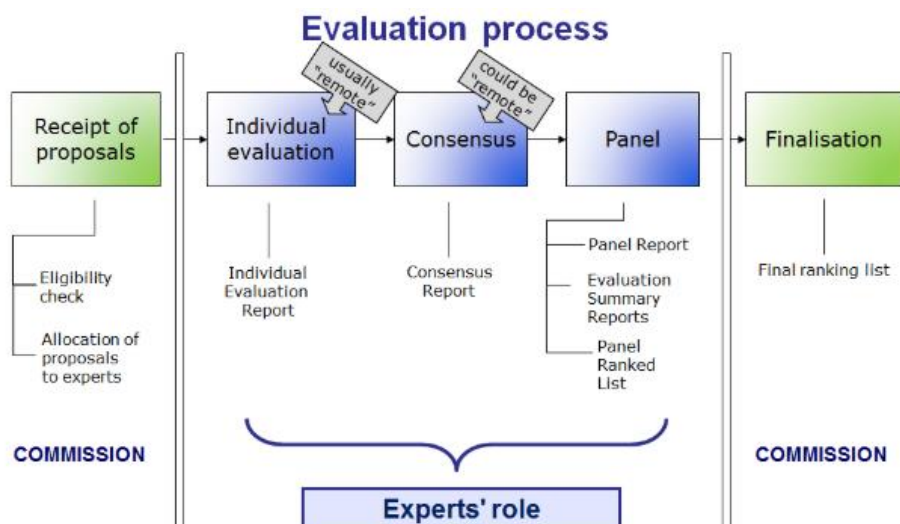 Evaluation process
usually
"remote"
could be
"remote"
Receipt of
proposals
Individual
evaluation
Consensus
Panel
Finalisation
Eligibility
check
Allocation of
proposals
to experts
Individual
Evaluation
Report
Consensus
Report
Panel Report
Evaluation
Summary
Reports
Panel
Ranked
List
Final ranking list
COMMISSION
COMMISSION
Experts' role